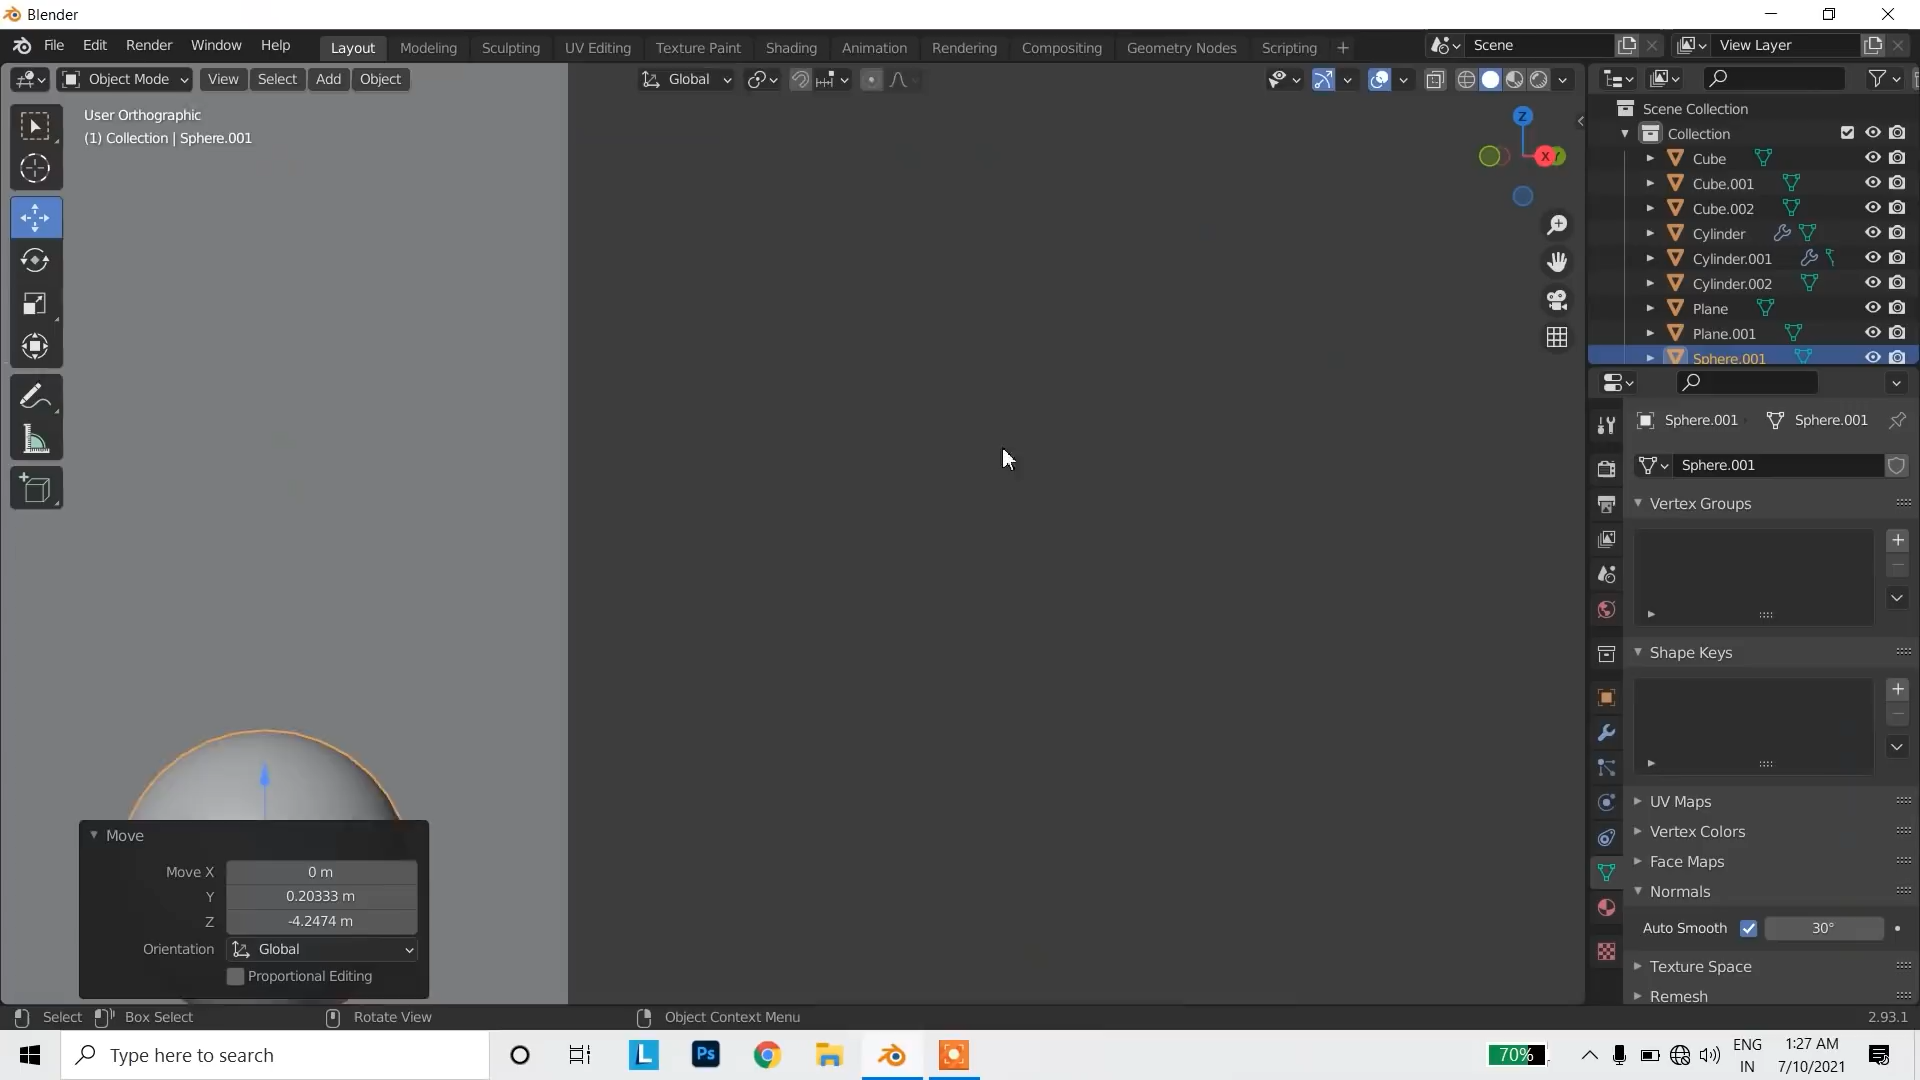 Blender
File Edit Render Window Help Layout Modeling Sculpting UV Editing Texture Paint Shading Animation Rendering Compositing Geometry Nodes Scripting + Scene View Layer
Object Mode View Select Add Object Global
User Orthographic
(1) Collection | Sphere.001
Z
X Y
Scene Collection
Collection
Cube
Cube.001
Cube.002
Cylinder
Cylinder.001
Cylinder.002
Plane
Plane.001
Sphere.001
Sphere.001 Sphere.001
Sphere.001
Vertex Groups
Shape Keys
UV Maps
Vertex Colors
Face Maps
Normals
Auto Smooth 30°
Texture Space
Remesh
Move
Move X 0 m
Y 0.20333 m
Z -4.2474 m
Orientation Global
Proportional Editing
Select Box Select Rotate View Object Context Menu 2.93.1
Type here to search
L
Ps
70%
ENG
IN
1:27 AM
7/10/2021